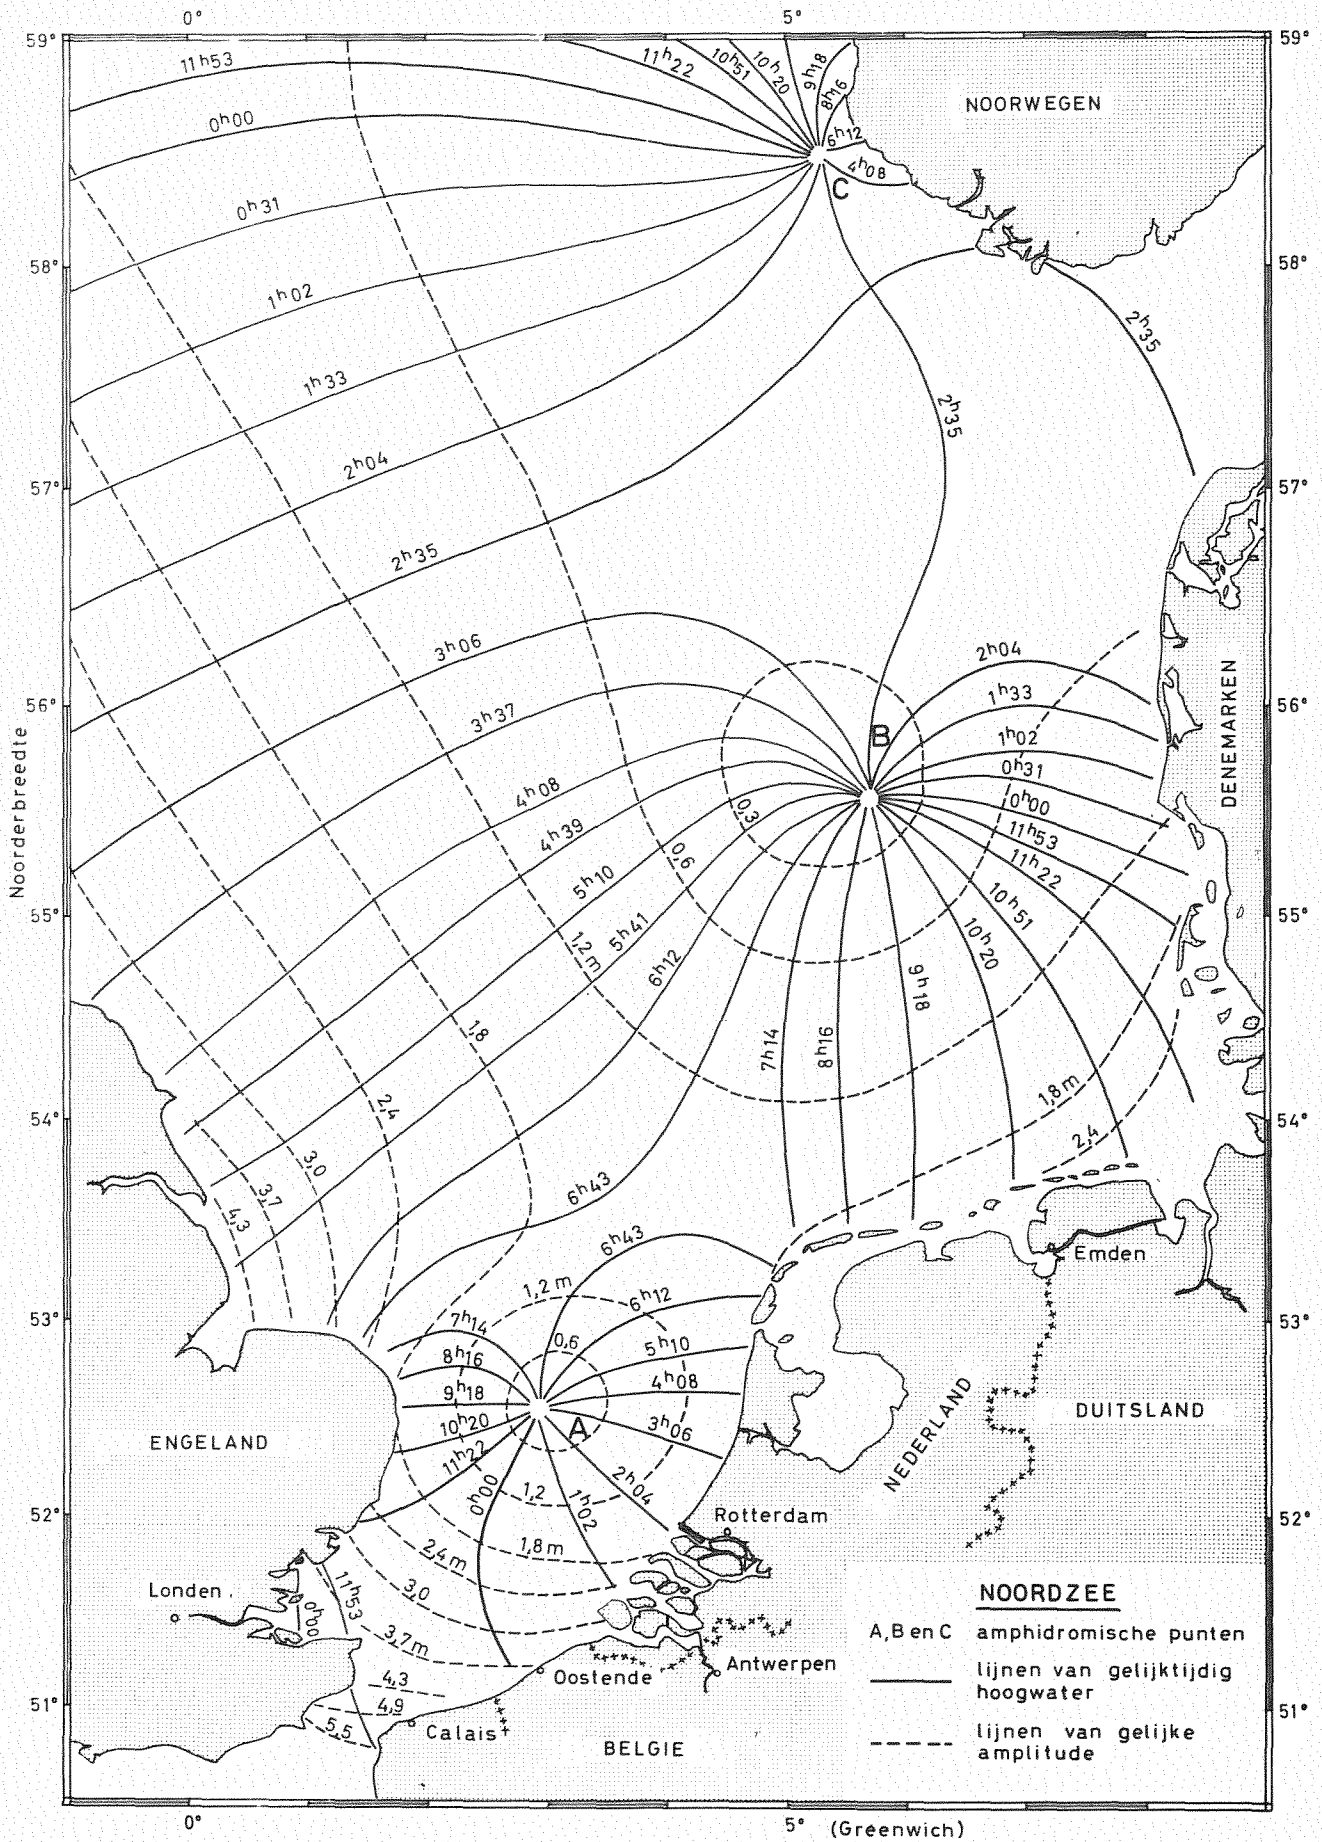 0° 5°
59° 59°
11h53
11h22
10h51
10h20
9h18
8h16
NOORWEGEN
0h00
6h12
4h08
C
0h31
58° 58°
1h02
2h35
1h33
2h35
2h04
57° 57°
2h35
3h06
2h04
DENEMARKEN
1h33
56° 56°
3h37
B
1h02
0h31
Noorderbreedte
4h08
0,3
0h00
4h39
11h53
0,6
11h22
5h10
10h51
55° 55°
5h41
1,2 m
10h20
6h12
9h18
1,8
7h14
8h16
1,8 m
2,4
54° 54°
2,4
3,0
3,7
4,3
6h43
6h43
Emden
1,2 m
6h12
53° 53°
7h14
0,6
5h10
8h16
4h08
9h18
A
3h06
10h20
ENGELAND
NEDERLAND
DUITSLAND
11h22
2h04
0h00
1,2
1h02
52° 52°
Rotterdam
2,4 m
1,8 m
3,0
Londen
11h53
0h00
NOORDZEE
3,7 m
A, B en C amphidromische punten
Antwerpen
Oostende
lijnen van gelijktijdig
hoogwater
4,3
51° 51°
4,9
5,5
Calais
BELGIE
lijnen van gelijke
amplitude
0° 5° (Greenwich)